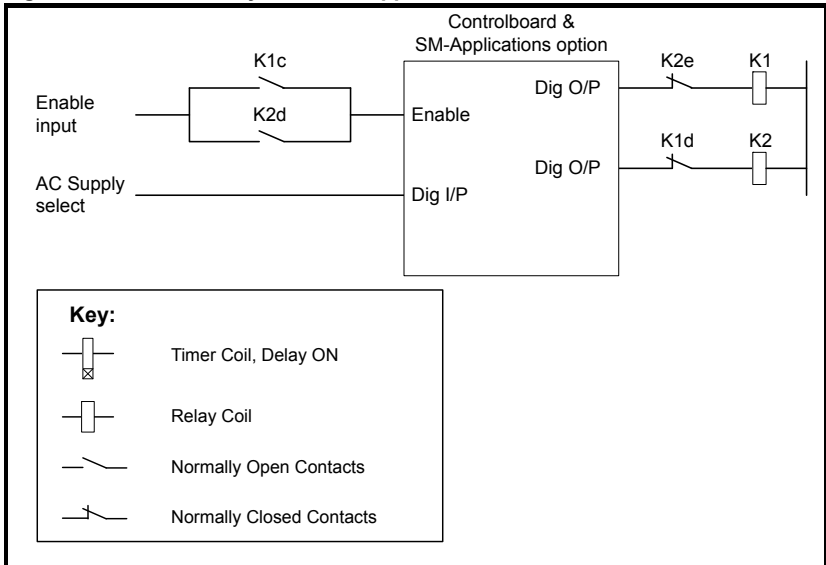 Controlboard &
SM-Applications option
K1c
K2e
K1
Dig O/P
Enable
input
K2d
Enable
K1d
K2
Dig O/P
AC Supply
select
Dig I/P
Key:
Timer Coil, Delay ON
Relay Coil
Normally Open Contacts
Normally Closed Contacts